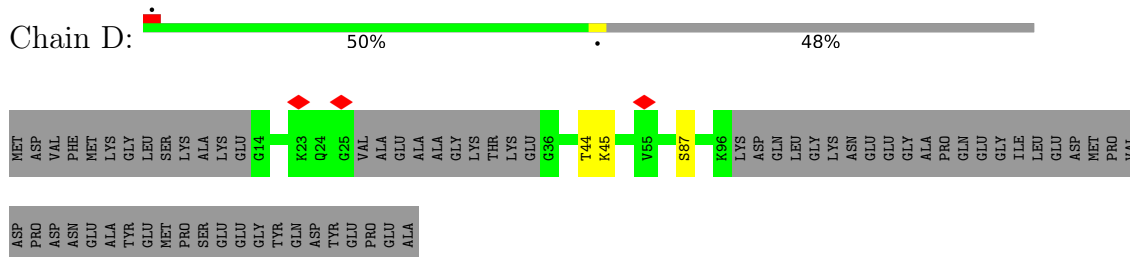 Chain D:
50% • 48%
MET ASP VAL PHE MET LYS GLY LEU SER LYS ALA LYS GLU G14 K23 Q24 G25 VAL ALA GLU ALA ALA GLY LYS THR LYS GLU G36 T44 K45 V55 S87 K96 LYS ASP GLN LEU GLY LYS ASN GLU GLU GLY ALA PRO GLN GLU GLY ILE LEU GLU ASP MET PRO VAL
ASP PRO ASP ASN GLU ALA TYR GLU MET PRO SER GLU GLU GLY TYR GLN ASP TYR GLU PRO GLU ALA